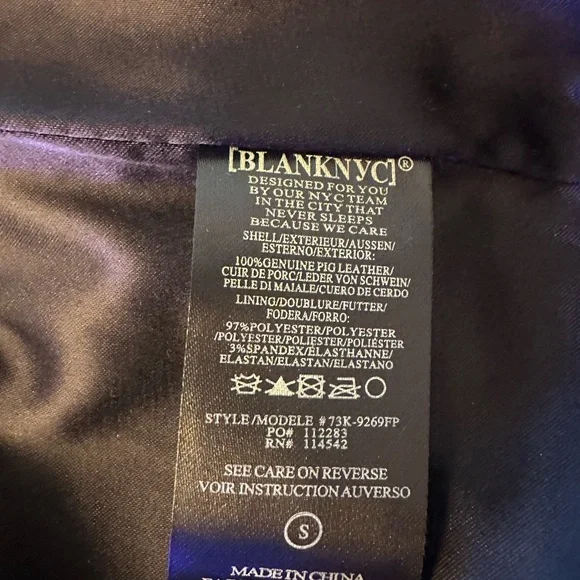 [BLANKNYC]®
DESIGNED FOR YOU
BY OUR NYC TEAM
IN THE CITY THAT
NEVER SLEEPS
BECAUSE WE CARE
SHELL/EXTERIEUR/AUSSEN/
ESTERNO/EXTERIOR:
100%GENUINE PIG LEATHER/
CUIR DE PORC/LEDER VON SCHWEIN/
PELLE DI MAIALE/CUERO DE CERDO
LINING/DOUBLURE/FUTTER/
FODERA/FORRO:
97%POLYESTER/POLYESTER
/POLYESTER/POLIESTER/POLIÉSTER
3%SPANDEX/ÉLASTHANNE/
ELASTAN/ELASTAN/ELASTANO
STYLE/MODELE #73K-9269FP
PO# 112283
RN# 114542
SEE CARE ON REVERSE
VOIR INSTRUCTION AUVERSO
S
MADE IN CHINA